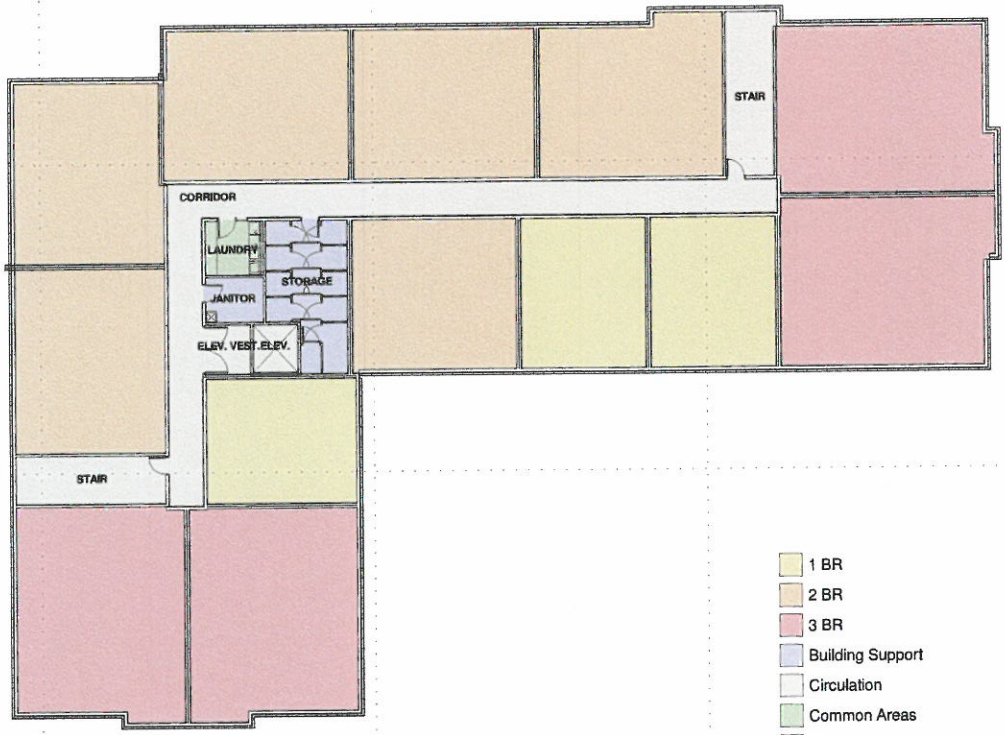 STAIR
CORRIDOR
LAUNDRY
STORAGE
JANITOR
ELEV. VEST.
ELEV.
STAIR
1 BR
2 BR
3 BR
Building Support
Circulation
Common Areas